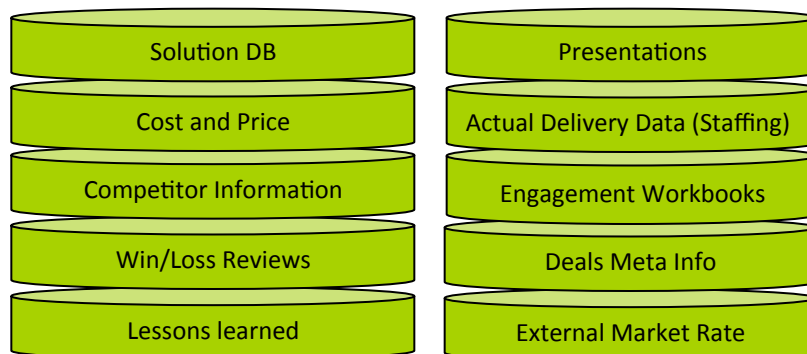 Solution DB
Cost and Price
Competitor Information
Win/Loss Reviews
Lessons learned
Presentations
Actual Delivery Data (Staffing)
Engagement Workbooks
Deals Meta Info
External Market Rate